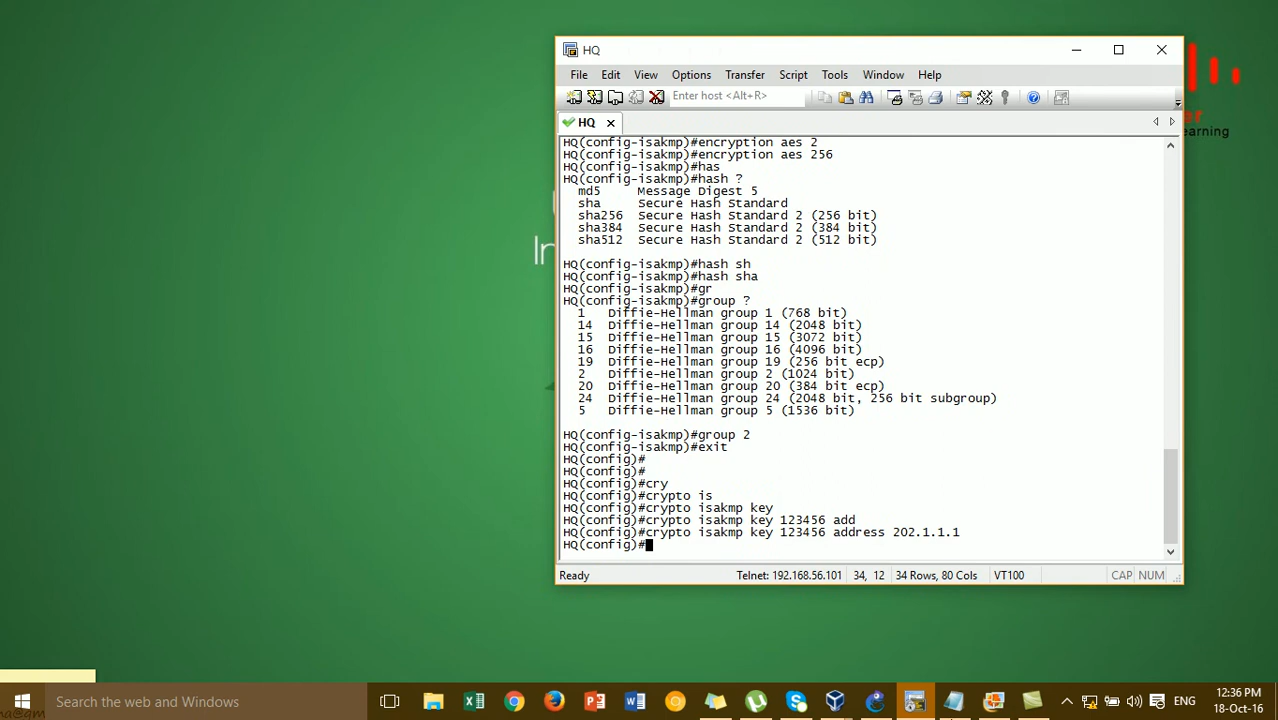 HQ
File Edit View Options Transfer Script Tools Window Help
Enter host <Alt+R>
HQ
HQ(config-isakmp)#encryption aes 2
HQ(config-isakmp)#encryption aes 256
HQ(config-isakmp)#has
HQ(config-isakmp)#hash ?
md5 Message Digest 5
sha Secure Hash Standard
sha256 Secure Hash Standard 2 (256 bit)
sha384 Secure Hash Standard 2 (384 bit)
sha512 Secure Hash Standard 2 (512 bit)
HQ(config-isakmp)#hash sh
HQ(config-isakmp)#hash sha
HQ(config-isakmp)#gr
HQ(config-isakmp)#group ?
1 Diffie-Hellman group 1 (768 bit)
14 Diffie-Hellman group 14 (2048 bit)
15 Diffie-Hellman group 15 (3072 bit)
16 Diffie-Hellman group 16 (4096 bit)
19 Diffie-Hellman group 19 (256 bit ecp)
2 Diffie-Hellman group 2 (1024 bit)
20 Diffie-Hellman group 20 (384 bit ecp)
24 Diffie-Hellman group 24 (2048 bit, 256 bit subgroup)
5 Diffie-Hellman group 5 (1536 bit)
HQ(config-isakmp)#group 2
HQ(config-isakmp)#exit
HQ(config)#
HQ(config)#
HQ(config)#cry
HQ(config)#crypto is
HQ(config)#crypto isakmp key
HQ(config)#crypto isakmp key 123456 add
HQ(config)#crypto isakmp key 123456 address 202.1.1.1
HQ(config)#
Ready Telnet: 192.168.56.101 34, 12 34 Rows, 80 Cols VT100 CAP NUM
er
earning
In
Search the web and Windows
ENG
12:36 PM
18-Oct-16